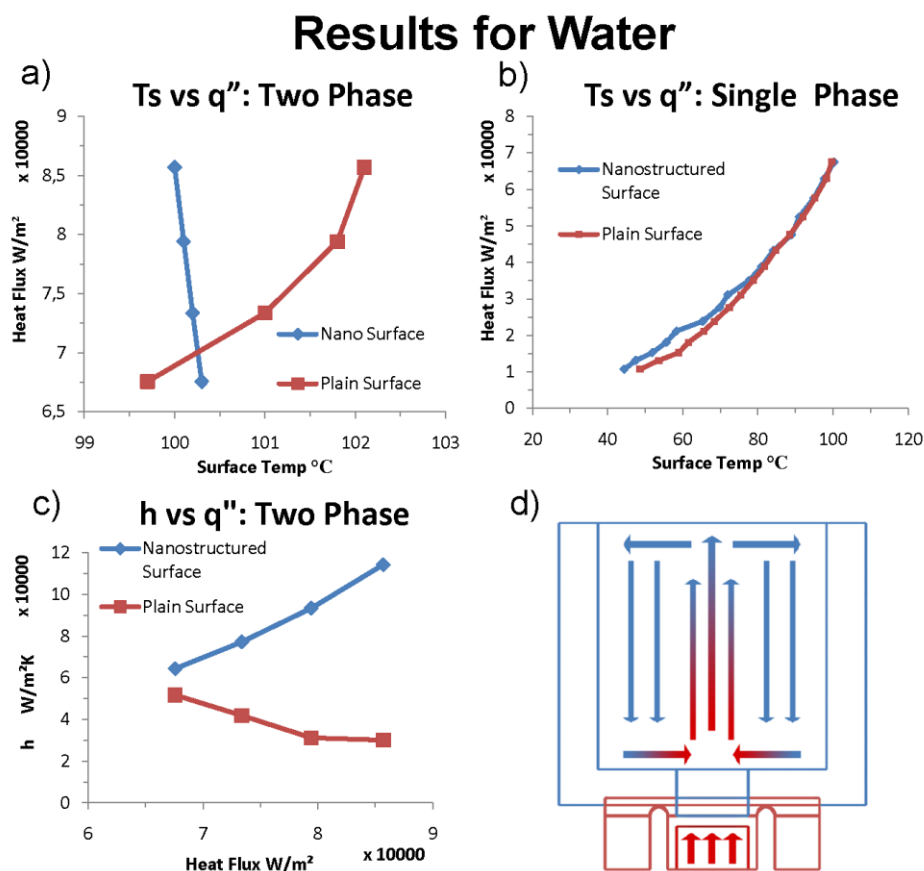 Results for Water
a)
Ts vs q”: Two Phase
Heat Flux W/m² x 10000
9
8,5
8
7,5
7
6,5
Nano Surface
Plain Surface
99 100 101 102 103
Surface Temp °C
b)
Ts vs q”: Single Phase
Heat Flux W/m² x 10000
8
7
6
5
4
3
2
1
0
Nanostructured
Surface
Plain Surface
20 40 60 80 100 120
Surface Temp °C
c)
h vs q": Two Phase
h W/m²K x 10000
12
10
8
6
4
2
0
Nanostructured
Surface
Plain Surface
6 7 8 9
Heat Flux W/m² x 10000
d)